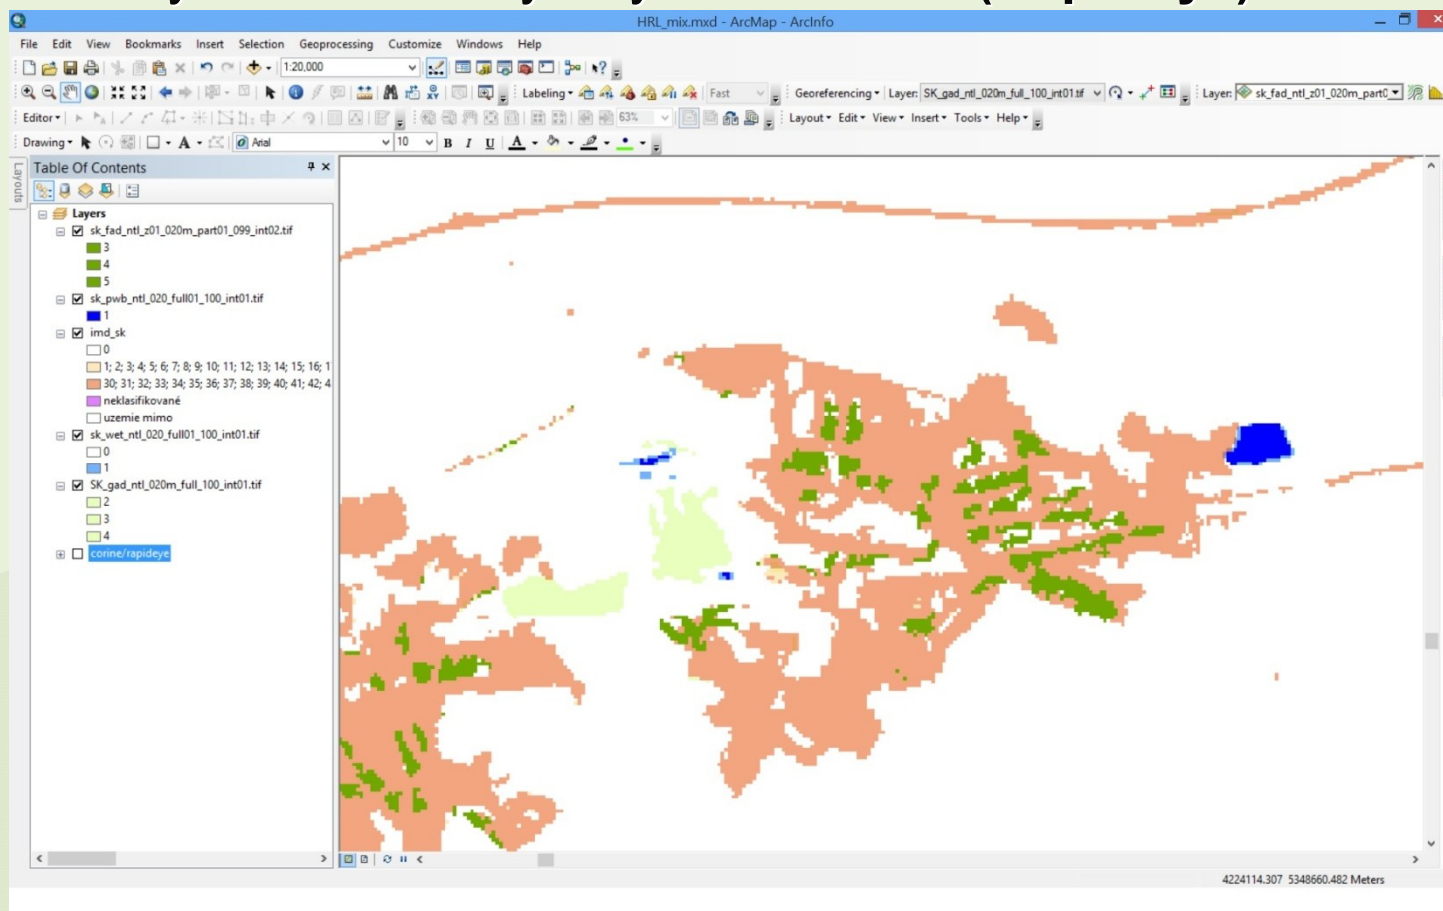 HRL_mix.mxd - ArcMap - ArcInfo
File Edit View Bookmarks Insert Selection Geoprocessing Customize Windows Help
1:20,000
Labeling Fast Georeferencing Layer: SK_gad_ntl_020m_full_100_int01.tif Layer: sk_fad_ntl_z01_020m_part0
Editor 63% Layout Edit View Insert Tools Help
Drawing A Arial 10 B I U A
Layouts
Table Of Contents
Layers
sk_fad_ntl_z01_020m_part01_099_int02.tif
3
4
5
sk_pwb_ntl_020_full01_100_int01.tif
1
imd_sk
0
1; 2; 3; 4; 5; 6; 7; 8; 9; 10; 11; 12; 13; 14; 15; 16; 1
30; 31; 32; 33; 34; 35; 36; 37; 38; 39; 40; 41; 42; 4
neklasifikované
uzemie mimo
sk_wet_ntl_020_full01_100_int01.tif
0
1
SK_gad_ntl_020m_full_100_int01.tif
2
3
4
corine/rapideye
4224114.307 5348660.482 Meters